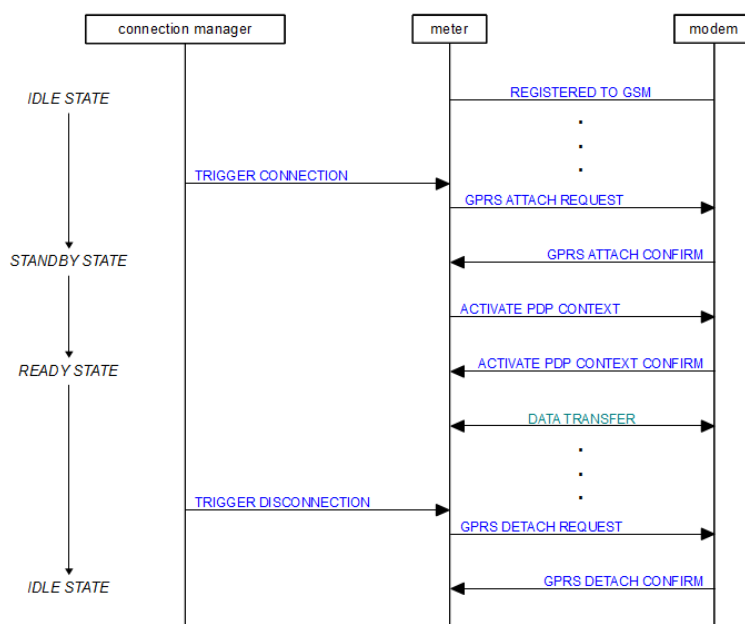 connection manager
meter
modem
IDLE STATE
REGISTERED TO GSM
TRIGGER CONNECTION
GPRS ATTACH REQUEST
STANDBY STATE
GPRS ATTACH CONFIRM
ACTIVATE PDP CONTEXT
READY STATE
ACTIVATE PDP CONTEXT CONFIRM
DATA TRANSFER
TRIGGER DISCONNECTION
GPRS DETACH REQUEST
IDLE STATE
GPRS DETACH CONFIRM